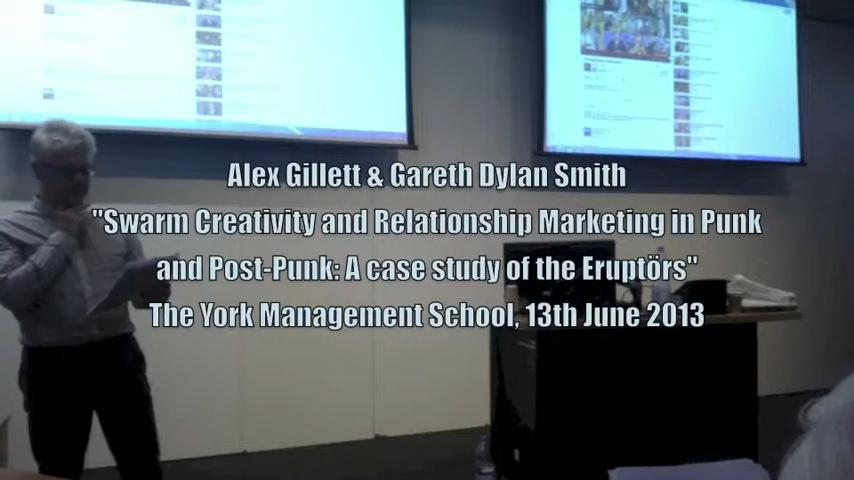 Alex Gillett & Gareth Dylan Smith
"Swarm Creativity and Relationship Marketing in Punk
and Post-Punk: A case study of the Eruptörs"
The York Management School, 13th June 2013